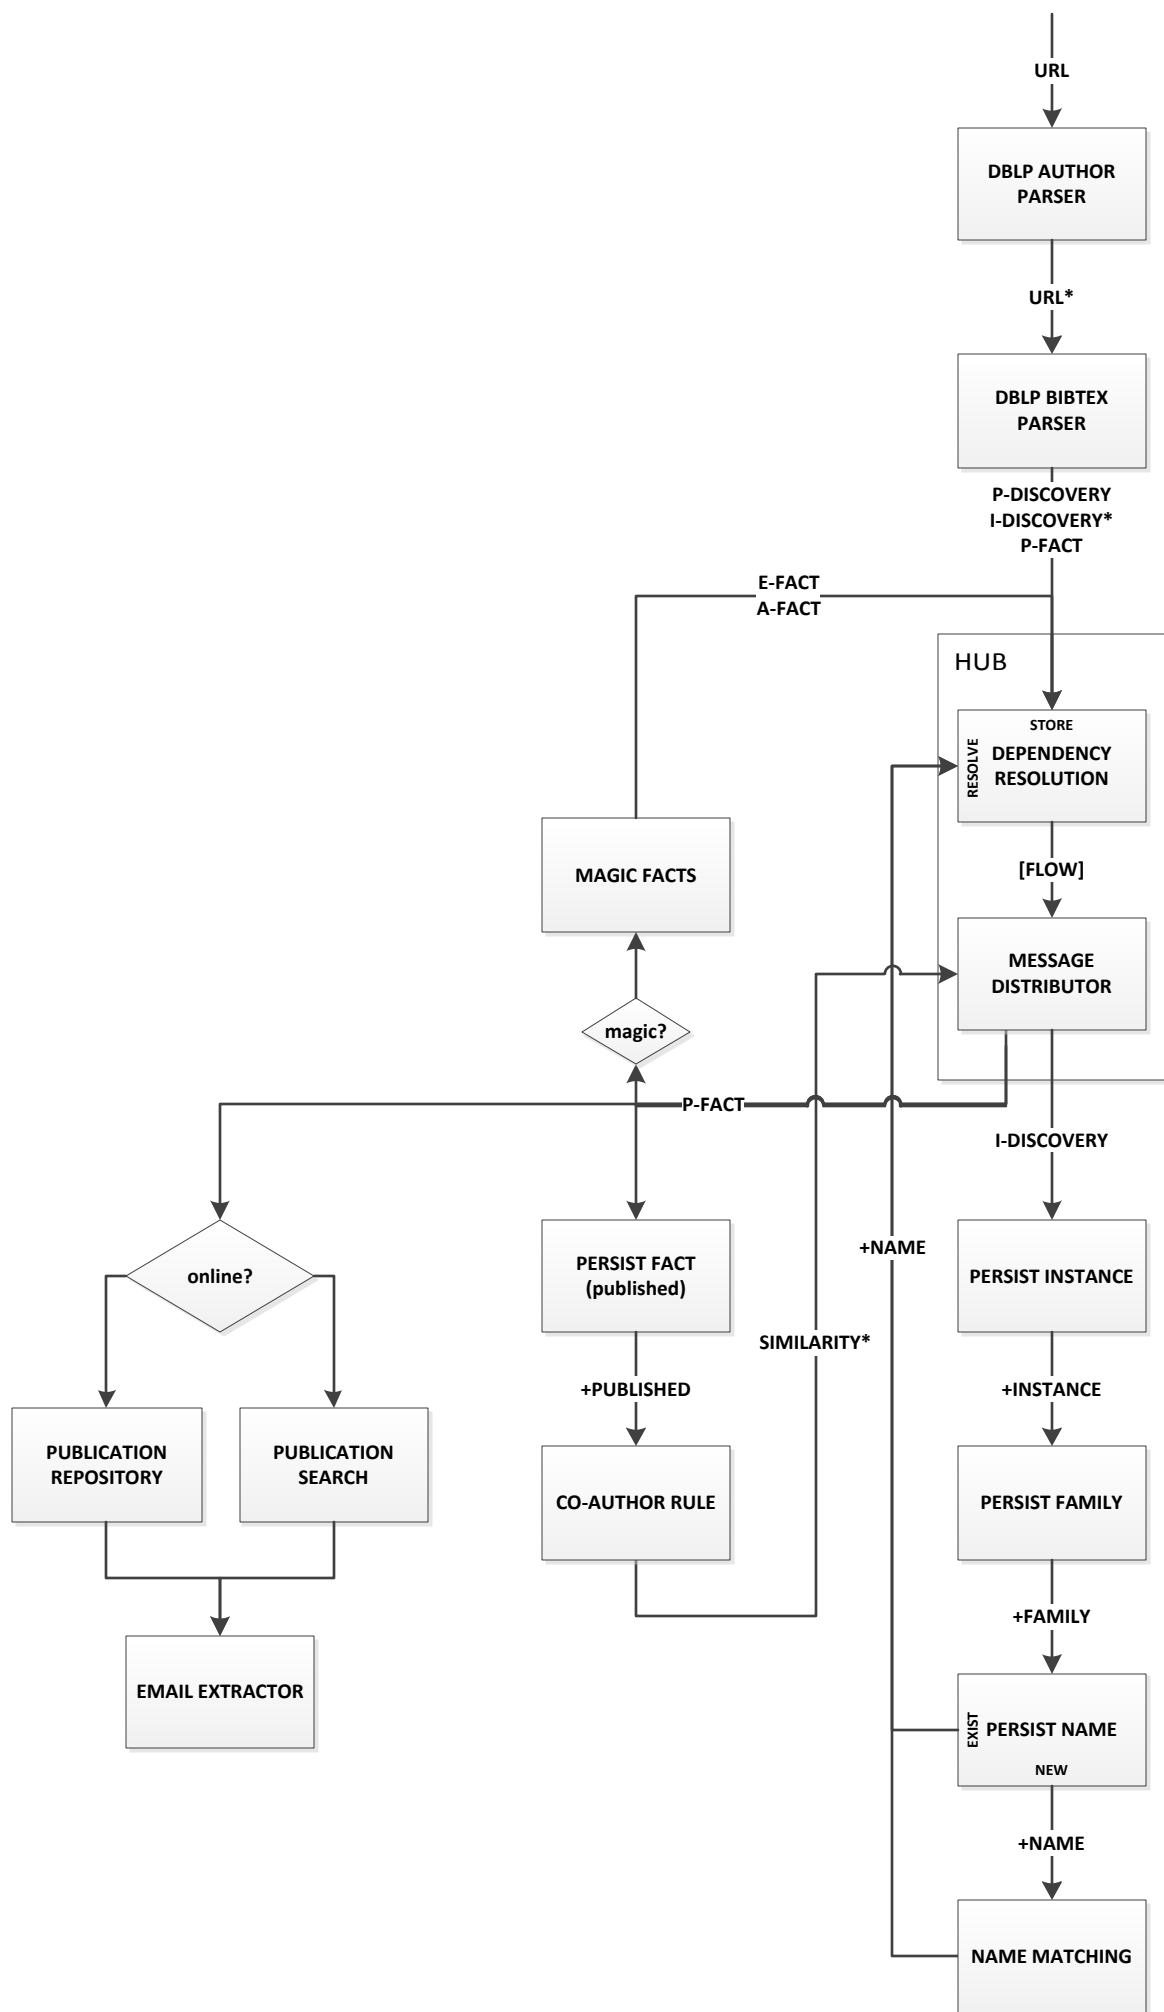 URL
DBLP AUTHOR
PARSER
URL*
DBLP BIBTEX
PARSER
P-DISCOVERY
I-DISCOVERY*
P-FACT
E-FACT
A-FACT
HUB
STORE
RESOLVE
DEPENDENCY
RESOLUTION
MAGIC FACTS
[FLOW]
MESSAGE
DISTRIBUTOR
magic?
P-FACT
I-DISCOVERY
online?
PERSIST FACT
(published)
+NAME
PERSIST INSTANCE
SIMILARITY*
+PUBLISHED
+INSTANCE
PUBLICATION
REPOSITORY
PUBLICATION
SEARCH
CO-AUTHOR RULE
PERSIST FAMILY
+FAMILY
EMAIL EXTRACTOR
EXIST
PERSIST NAME
NEW
+NAME
NAME MATCHING